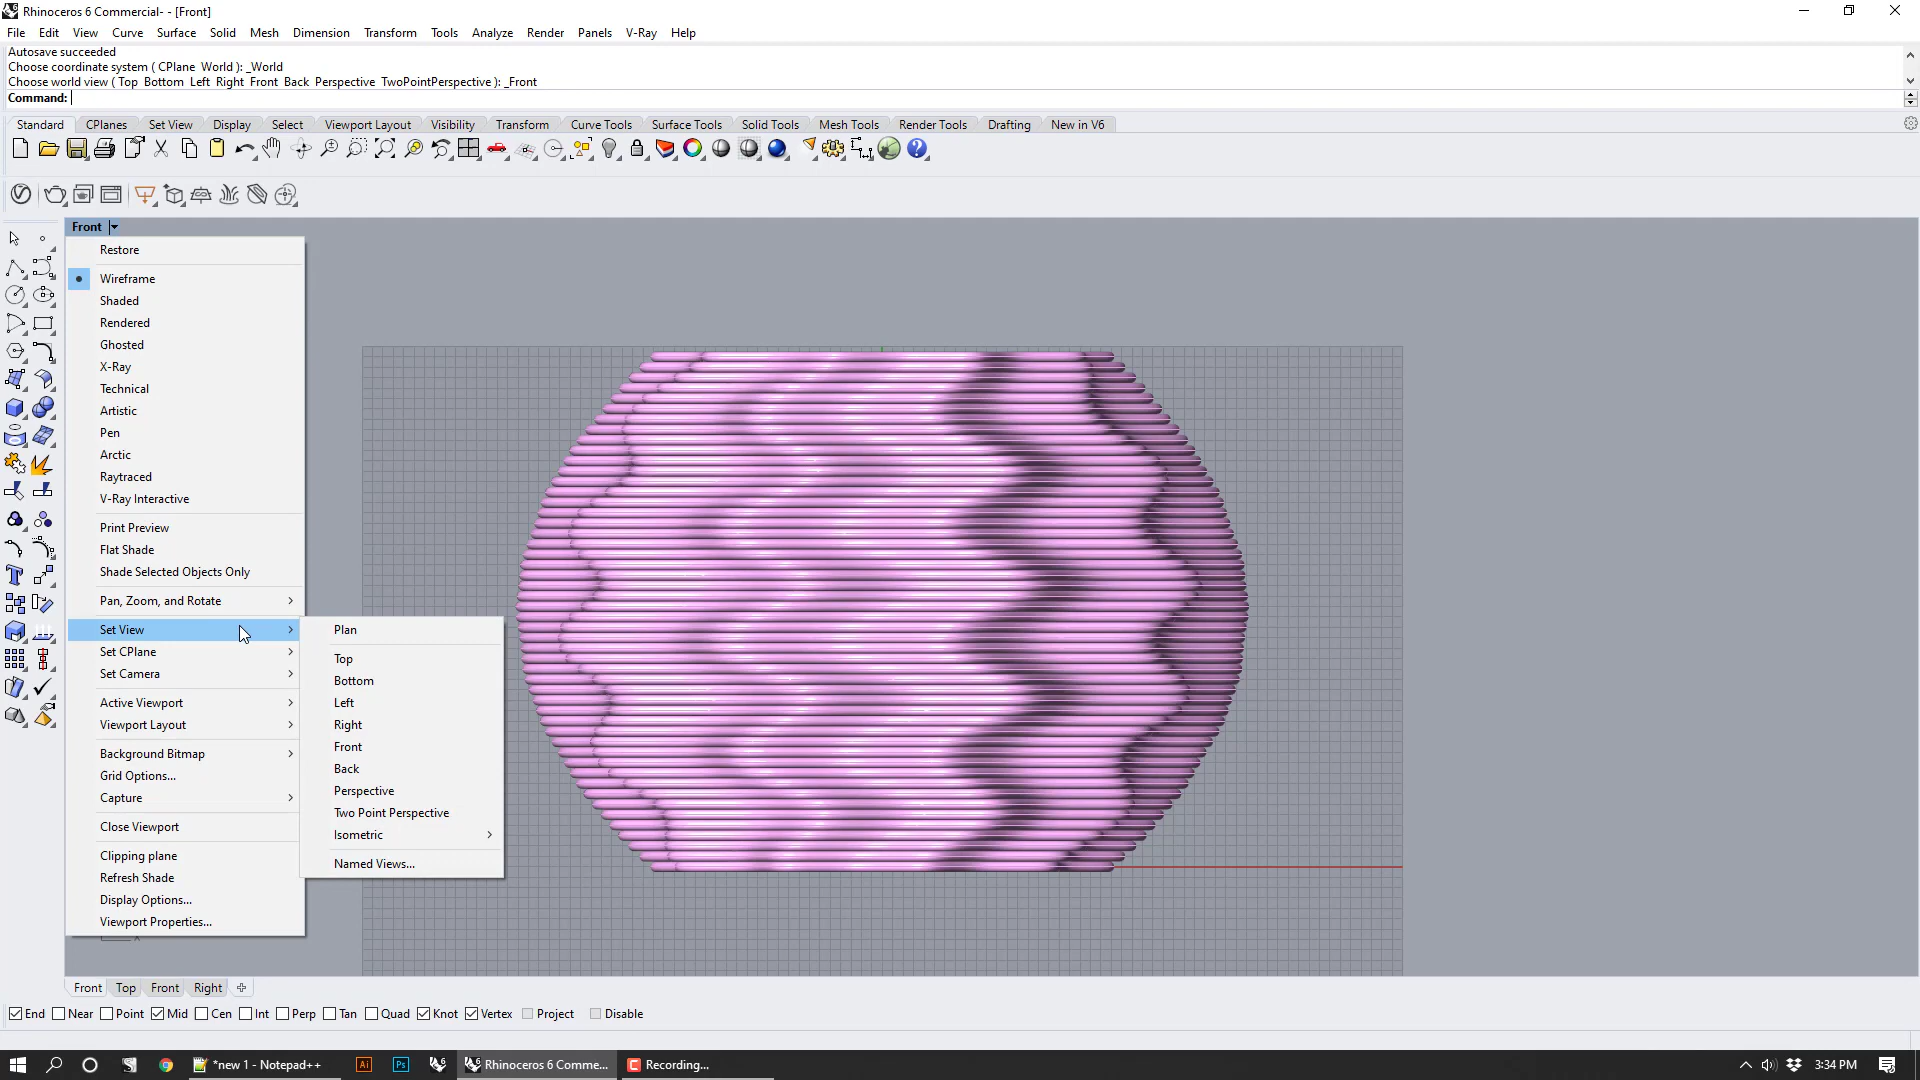 Rhinoceros 6 Commercial- - [Front]
File Edit View Curve Surface Solid Mesh Dimension Transform Tools Analyze Render Panels V-Ray Help
Autosave succeeded
Choose coordinate system ( CPlane World ): _World
Choose world view ( Top Bottom Left Right Front Back Perspective TwoPointPerspective ): _Front
Command:
Standard CPlanes Set View Display Select Viewport Layout Visibility Transform Curve Tools Surface Tools Solid Tools Mesh Tools Render Tools Drafting New in V6
Front
Restore
Wireframe
Shaded
Rendered
Ghosted
X-Ray
Technical
Artistic
Pen
Arctic
Raytraced
V-Ray Interactive
Print Preview
Flat Shade
Shade Selected Objects Only
Pan, Zoom, and Rotate
Set View
Set CPlane
Set Camera
Active Viewport
Viewport Layout
Background Bitmap
Grid Options...
Capture
Close Viewport
Clipping plane
Refresh Shade
Display Options...
Viewport Properties...
Plan
Top
Bottom
Left
Right
Front
Back
Perspective
Two Point Perspective
Isometric
Named Views...
Front Top Front Right
End Near Point Mid Cen Int Perp Tan Quad Knot Vertex Project Disable
*new 1 - Notepad++ Ai Ps Rhinoceros 6 Comme... Recording... 3:34 PM